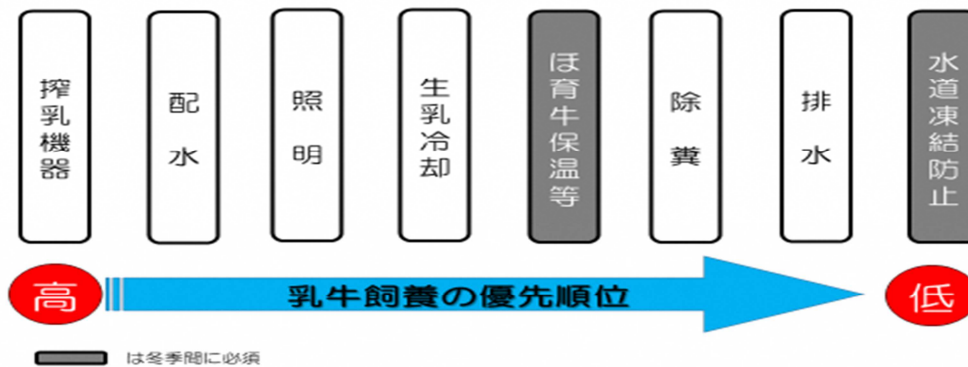 搾乳機器
配水
照明
生乳冷却
ほ育牛保温等
除糞
排水
水道凍結防止
高
乳牛飼養の優先順位
低
は冬季間に必須